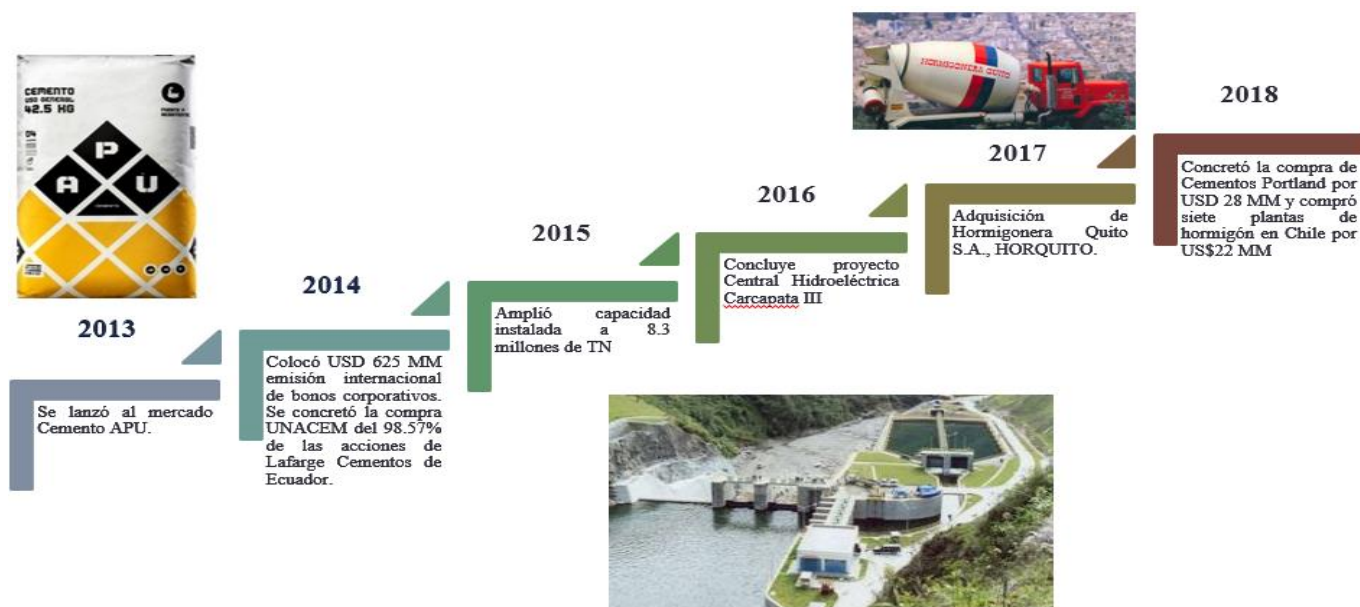 CEMENTO
USO GENERAL
42.5 KG
P
A
U
2013
Se lanzó al mercado
Cemento APU.
2014
Colocó USD 625 MM
emisión internacional
de bonos corporativos.
Se concretó la compra
UNACEM del 98.57%
de las acciones de
Lafarge Cementos de
Ecuador.
2015
Amplió capacidad
instalada a 8.3
millones de TN
2016
Concluye proyecto
Central Hidroeléctrica
Carcapata III
HORMIGONERA QUITO
2017
Adquisición de
Hormigonera Quito
S.A., HORQUITO.
2018
Concretó la compra de
Cementos Portland por
USD 28 MM y compró
siete plantas de
hormigón en Chile por
US$22 MM